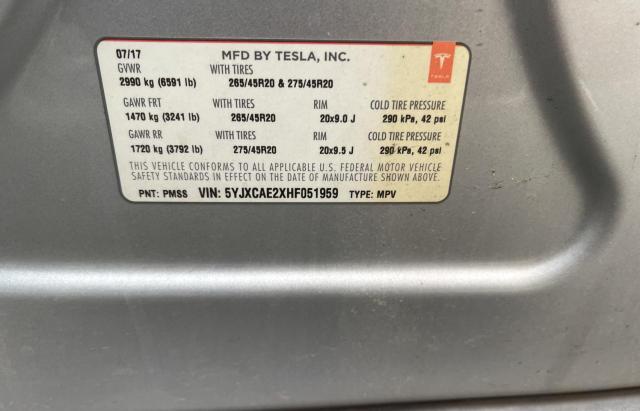 07/17 MFD BY TESLA, INC.
GVWR WITH TIRES
2990 kg (6591 lb) 265/45R20 & 275/45R20
TESLA
GAWR FRT WITH TIRES RIM COLD TIRE PRESSURE
1470 kg (3241 lb) 265/45R20 20x9.0 J 290 kPa, 42 psi
GAWR RR WITH TIRES RIM COLD TIRE PRESSURE
1720 kg (3792 lb) 275/45R20 20x9.5 J 290 kPa, 42 psi
THIS VEHICLE CONFORMS TO ALL APPLICABLE U.S. FEDERAL MOTOR VEHICLE
SAFETY STANDARDS IN EFFECT ON THE DATE OF MANUFACTURE SHOWN ABOVE.
PNT: PMSS VIN: 5YJXCAE2XHF051959 TYPE: MPV